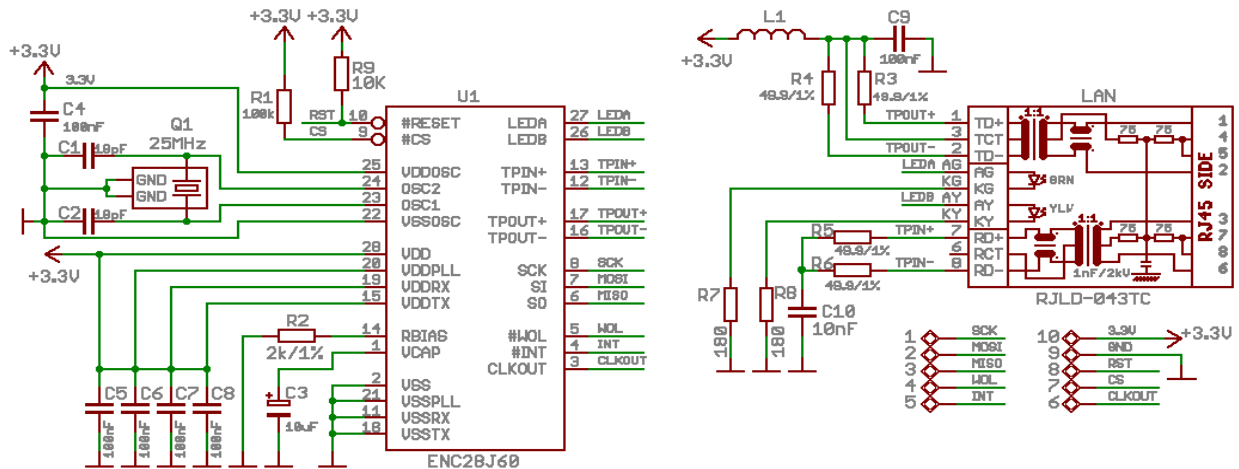 +3.3V
3.3V
C4
100nF
Q1
25MHz
C1
18pF
GND
GND
C2
18pF
+3.3V
+3.3V
+3.3V
R1
100k
R9
10K
RST
CS
10
9
25
24
23
22
28
20
19
15
R2
2k/1%
14
1
2
21
11
18
C5
100nF
C6
100nF
C7
100nF
C8
100nF
C3
10uF
U1
#RESET
#CS
VDDOSC
OSC2
OSC1
VSSOSC
VDD
VDDPLL
VDDRX
VDDTX
RBIAS
VCAP
VSS
VSSPLL
VSSRX
VSSTX
LEDA
LEDB
TPIN+
TPIN-
TPOUT+
TPOUT-
SCK
SI
SO
#WOL
#INT
CLKOUT
ENC28J60
27 LEDA
26 LEDB
13 TPIN+
12 TPIN-
17 TPOUT+
16 TPOUT-
8 SCK
7 MOSI
6 MISO
5 WOL
4 INT
3 CLKOUT
L1
+3.3V
C9
100nF
R4
49.9/1%
R3
49.9/1%
TPOUT+ 1
3
TPOUT- 2
LEDA AG
KG
LEDB AY
KY
TPIN+ 7
6
TPIN- 8
R5
49.9/1%
R6
49.9/1%
R7
180
R8
180
C10
10nF
LAN
TD+
TCT
TD-
AG
KG
AY
KY
RD+
RCT
RD-
1:1
75
75
GRN
YLW
1:1
75
75
1nF/2kV
RJ45 SIDE
1
4
5
2
3
7
8
6
RJLD-043TC
1 SCK
2 MOSI
3 MISO
4 WOL
5 INT
10 3.3V +3.3V
9 GND
8 RST
7 CS
6 CLKOUT